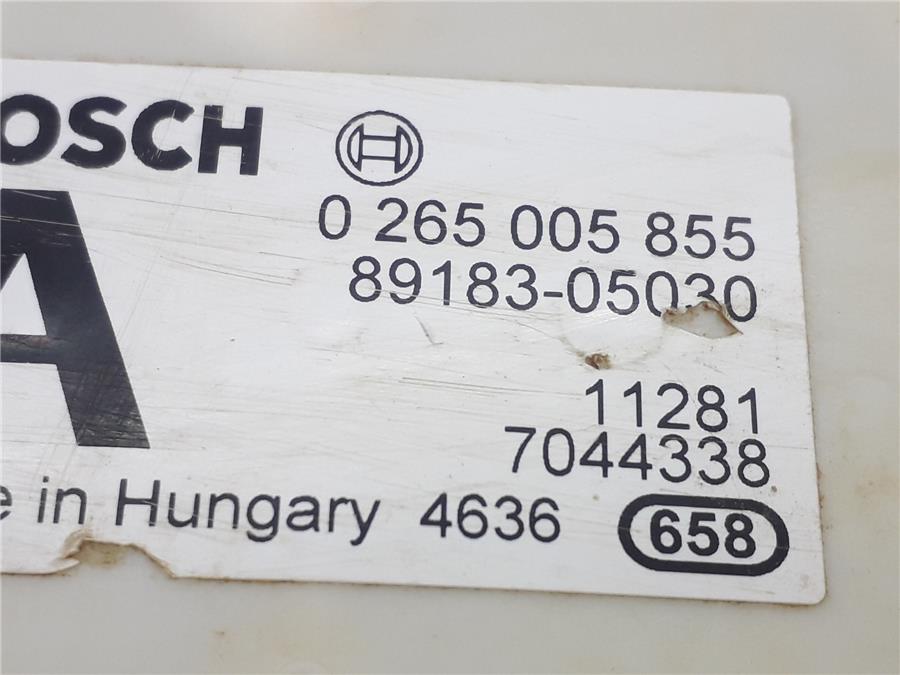 OSCH
0 265 005 855
89183-05030
A
11281
7044338
e in Hungary 4636 658